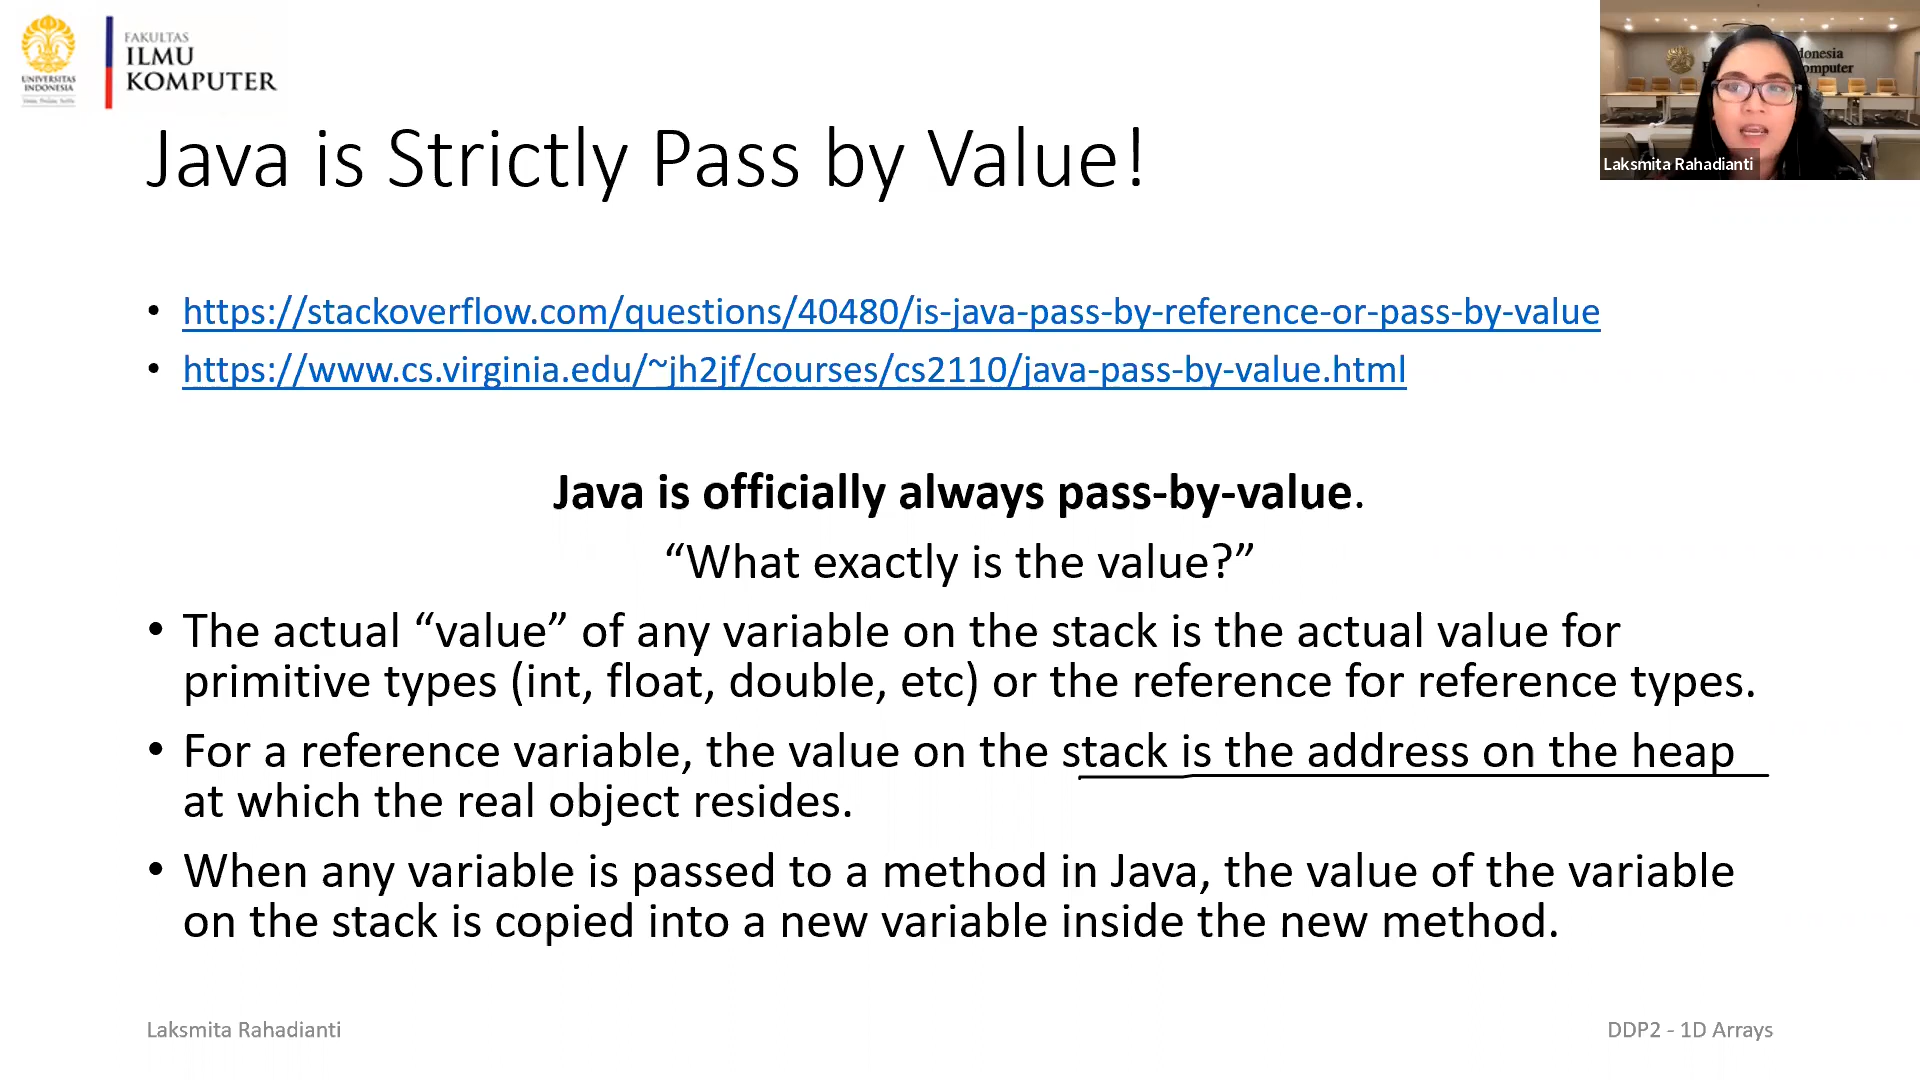 UNIVERSITAS
INDONESIA
FAKULTAS
ILMU
KOMPUTER
Laksmita Rahadianti
Java is Strictly Pass by Value!
• https://stackoverflow.com/questions/40480/is-java-pass-by-reference-or-pass-by-value
• https://www.cs.virginia.edu/~jh2jf/courses/cs2110/java-pass-by-value.html
Java is officially always pass-by-value.
“What exactly is the value?”
• The actual “value” of any variable on the stack is the actual value for
primitive types (int, float, double, etc) or the reference for reference types.
• For a reference variable, the value on the stack is the address on the heap
at which the real object resides.
• When any variable is passed to a method in Java, the value of the variable
on the stack is copied into a new variable inside the new method.
Laksmita Rahadianti
DDP2 - 1D Arrays